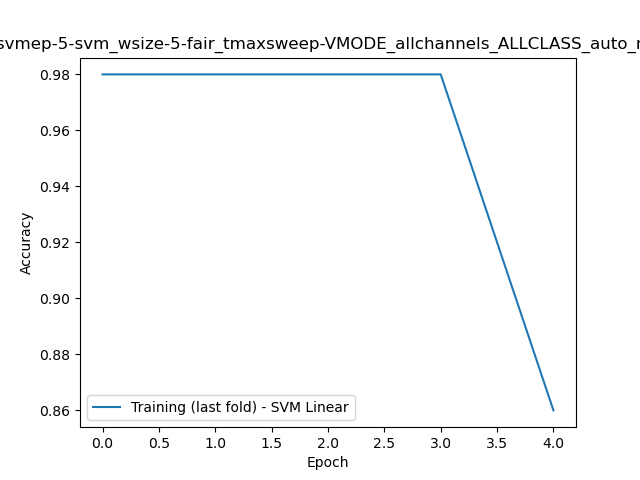 svmep-5-svm_wsize-5-fair_tmaxsweep-VMODE_allchannels_ALLCLASS_auto_r
0.98
0.96
0.94
0.92
0.90
0.88
0.86
Accuracy
Training (last fold) - SVM Linear
0.0 0.5 1.0 1.5 2.0 2.5 3.0 3.5 4.0
Epoch